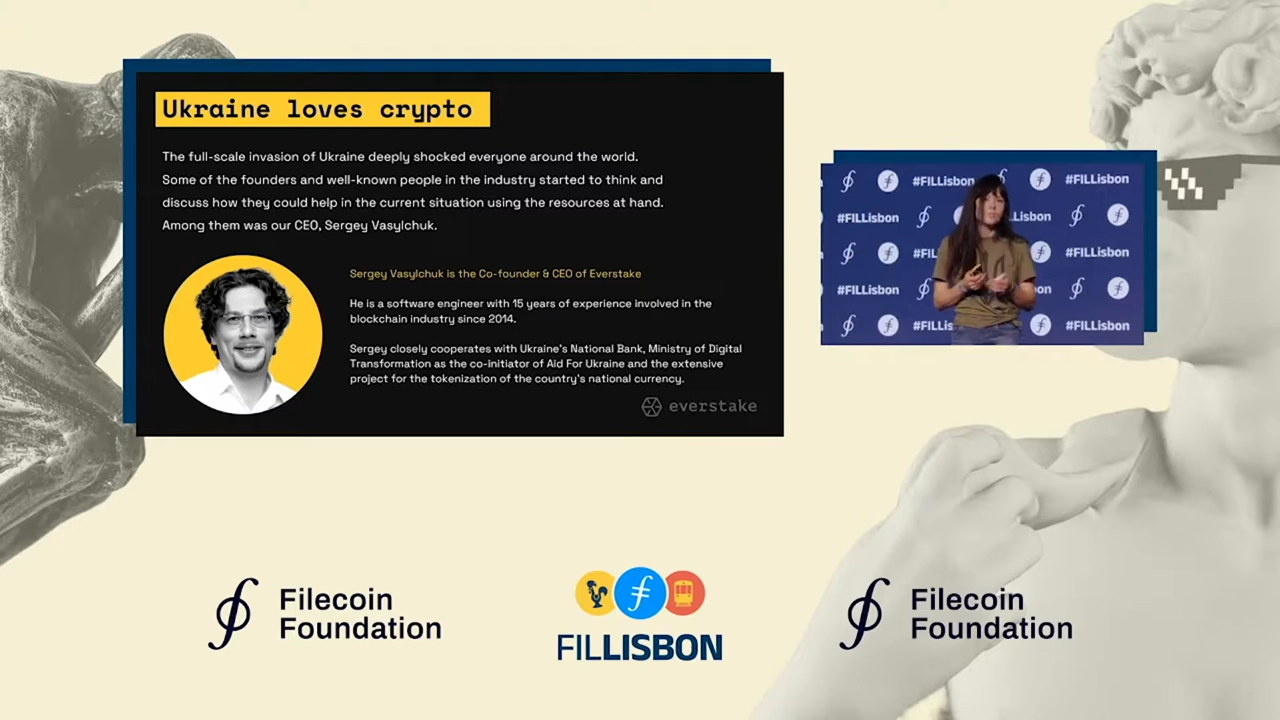 Ukraine loves crypto
The full-scale invasion of Ukraine deeply shocked everyone around the world.
Some of the founders and well-known people in the industry started to think and
discuss how they could help in the current situation using the resources at hand.
Among them was our CEO, Sergey Vasylchuk.
Sergey Vasylchuk is the Co-founder & CEO of Everstake
He is a software engineer with 15 years of experience involved in the
blockchain industry since 2014.
Sergey closely cooperates with Ukraine's National Bank, Ministry of Digital
Transformation as the co-initiator of Aid For Ukraine and the extensive
project for the tokenization of the country's national currency.
everstake
#FILLisbon #FILLisbon
#FILLisbon Lisbon
#FILLisbon #FILLisbon
#FILLisbon bon
#FILLis #FILLisbon
Filecoin
Foundation
FILLISBON
Filecoin
Foundation